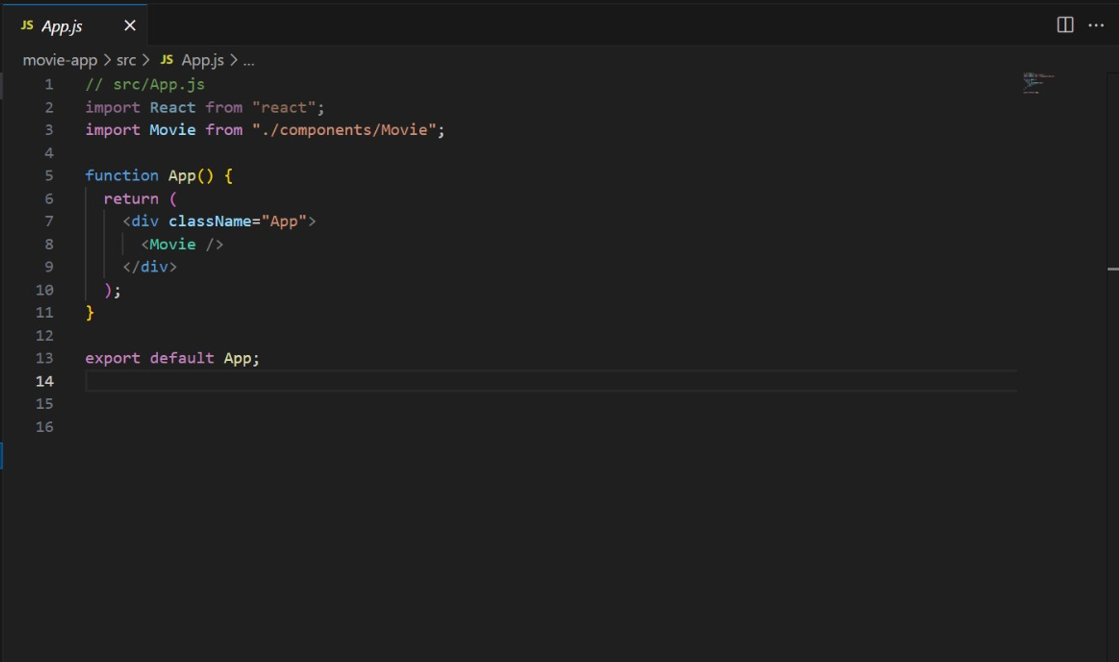 JS App.js ×
movie-app > src > JS App.js > ...
1 // src/App.js
2 import React from "react";
3 import Movie from "./components/Movie";
4
5 function App() {
6   return (
7     <div className="App">
8       <Movie />
9     </div>
10   );
11 }
12
13 export default App;
14
15
16